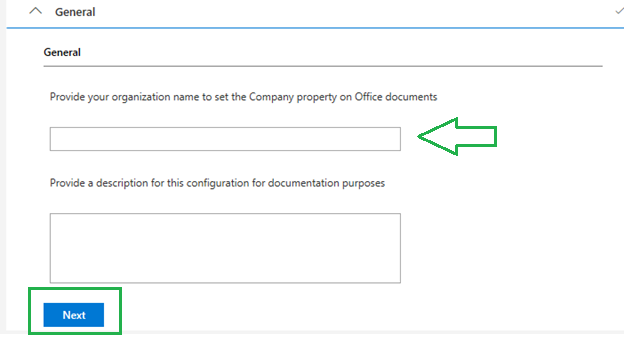 General
General
Provide your organization name to set the Company property on Office documents
Provide a description for this configuration for documentation purposes
Next